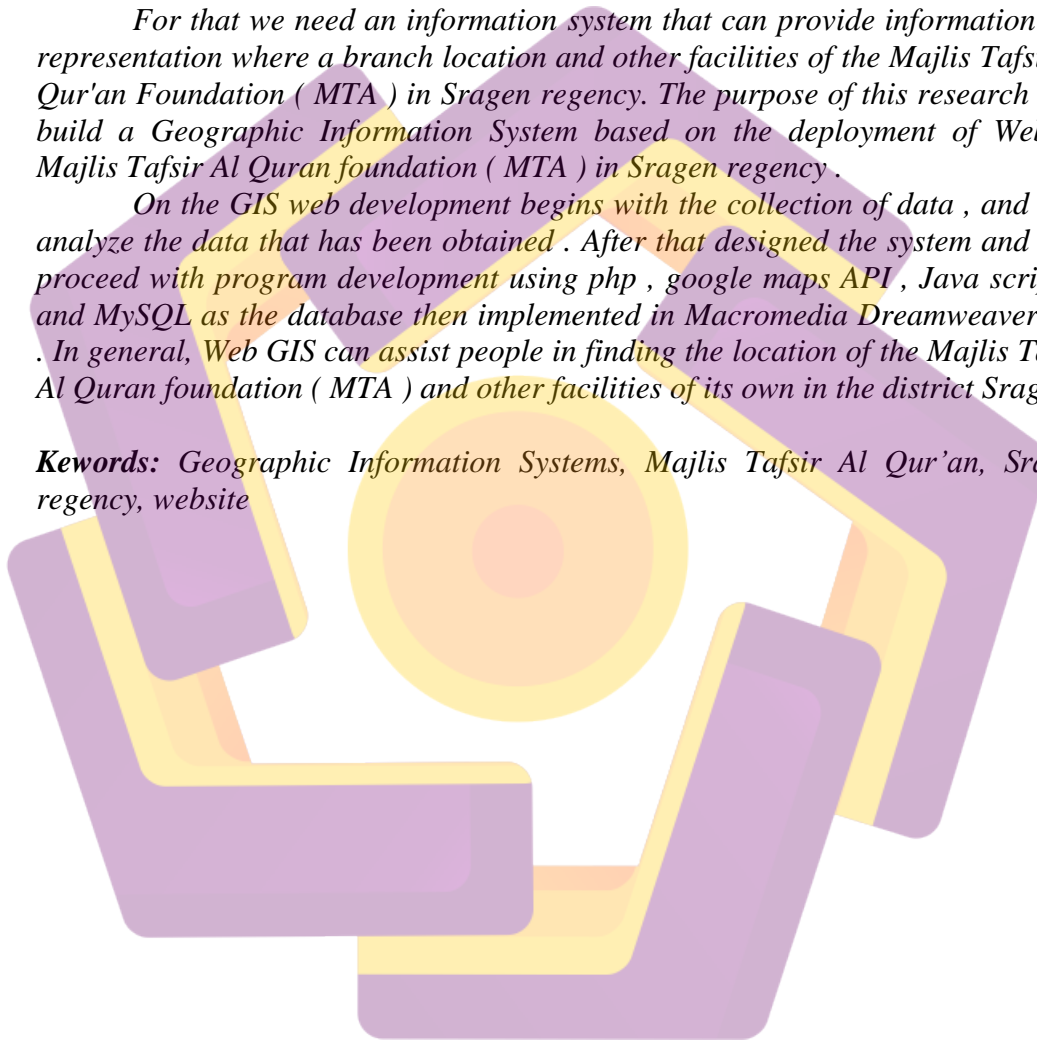 For that we need an information system that can provide information
representation where a branch location and other facilities of the Majlis
Qur'an Foundation ( MTA ) in Sragen regency. The purpose of this research
build a Geographic Information System based on the deployment of
Majlis Tafsir Al Quran foundation ( MTA ) in Sragen regency .
On the GIS web development begins with the collection of data , and
analyze the data that has been obtained . After that designed the system and
proceed with program development using php , google maps API , Java
and MySQL as the database then implemented in Macromedia Dreamweaver
. In general, Web GIS can assist people in finding the location of the Majlis
Al Quran foundation ( MTA ) and other facilities of its own in the district
Kewords: Geographic Information Systems, Majlis Tafsir Al Qur’an,
regency, website